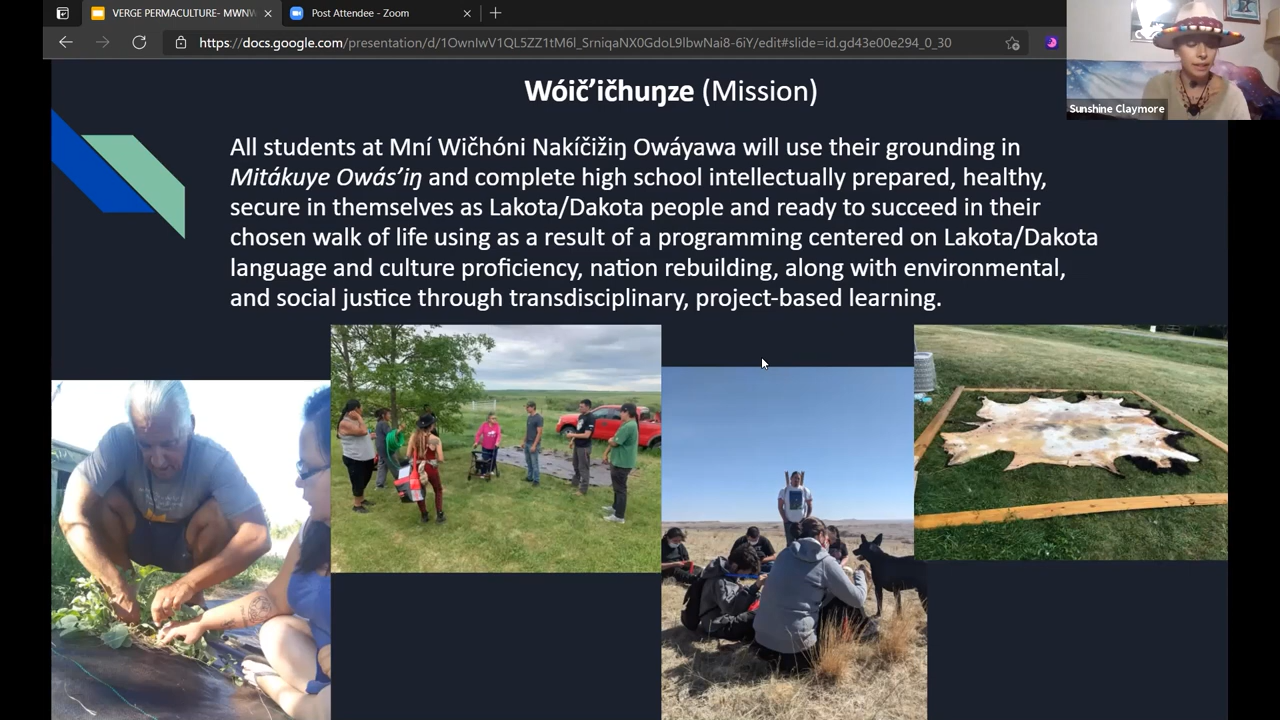 VERGE PERMACULTURE- MWNW
Post Attendee - Zoom
https://docs.google.com/presentation/d/1OwnIwV1QL5ZZ1tM6l_SrniqaNX0GdoL9lbwNai8-6iY/edit#slide=id.gd43e00e294_0_30
Sunshine Claymore
Wóič’ičhuŋze (Mission)
All students at Mní Wičhóni Nakíčižiŋ Owáyawa will use their grounding in
Mitákuye Owás’iŋ and complete high school intellectually prepared, healthy,
secure in themselves as Lakota/Dakota people and ready to succeed in their
chosen walk of life using as a result of a programming centered on Lakota/Dakota
language and culture proficiency, nation rebuilding, along with environmental,
and social justice through transdisciplinary, project-based learning.